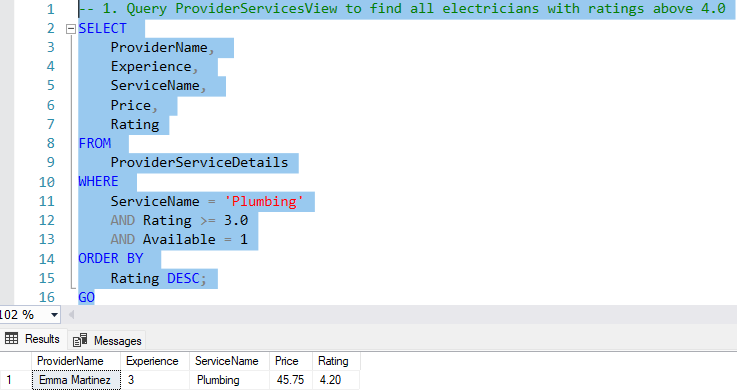 1 -- 1. Query ProviderServicesView to find all electricians with ratings above 4.0
2 SELECT
3 ProviderName,
4 Experience,
5 ServiceName,
6 Price,
7 Rating
8 FROM
9 ProviderServiceDetails
10 WHERE
11 ServiceName = 'Plumbing'
12 AND Rating >= 3.0
13 AND Available = 1
14 ORDER BY
15 Rating DESC;
16 GO
102 %
Results Messages
ProviderName Experience ServiceName Price Rating
1 Emma Martinez 3 Plumbing 45.75 4.20